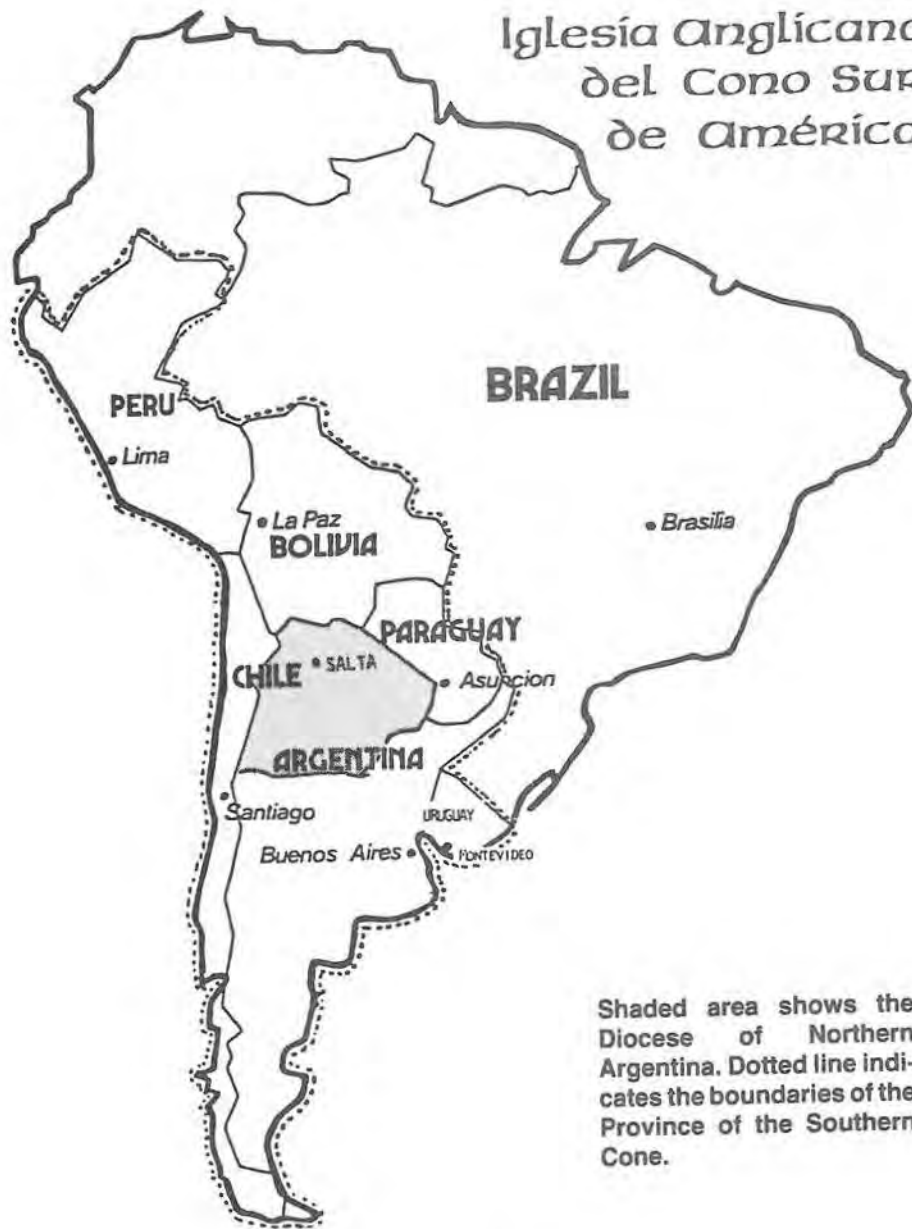 Iglesia Anglicana
del Cono Sur
de América
BRAZIL
PERU
Lima
La Paz
BOLIVIA
Brasilia
PARAGUAY
CHILE
SALTA
Asuncion
ARGENTINA
Santiago
URUGUAY
Buenos Aires
MONTEVIDEO
Shaded area shows the
Diocese of Northern
Argentina. Dotted line indi-
cates the boundaries of the
Province of the Southern
Cone.